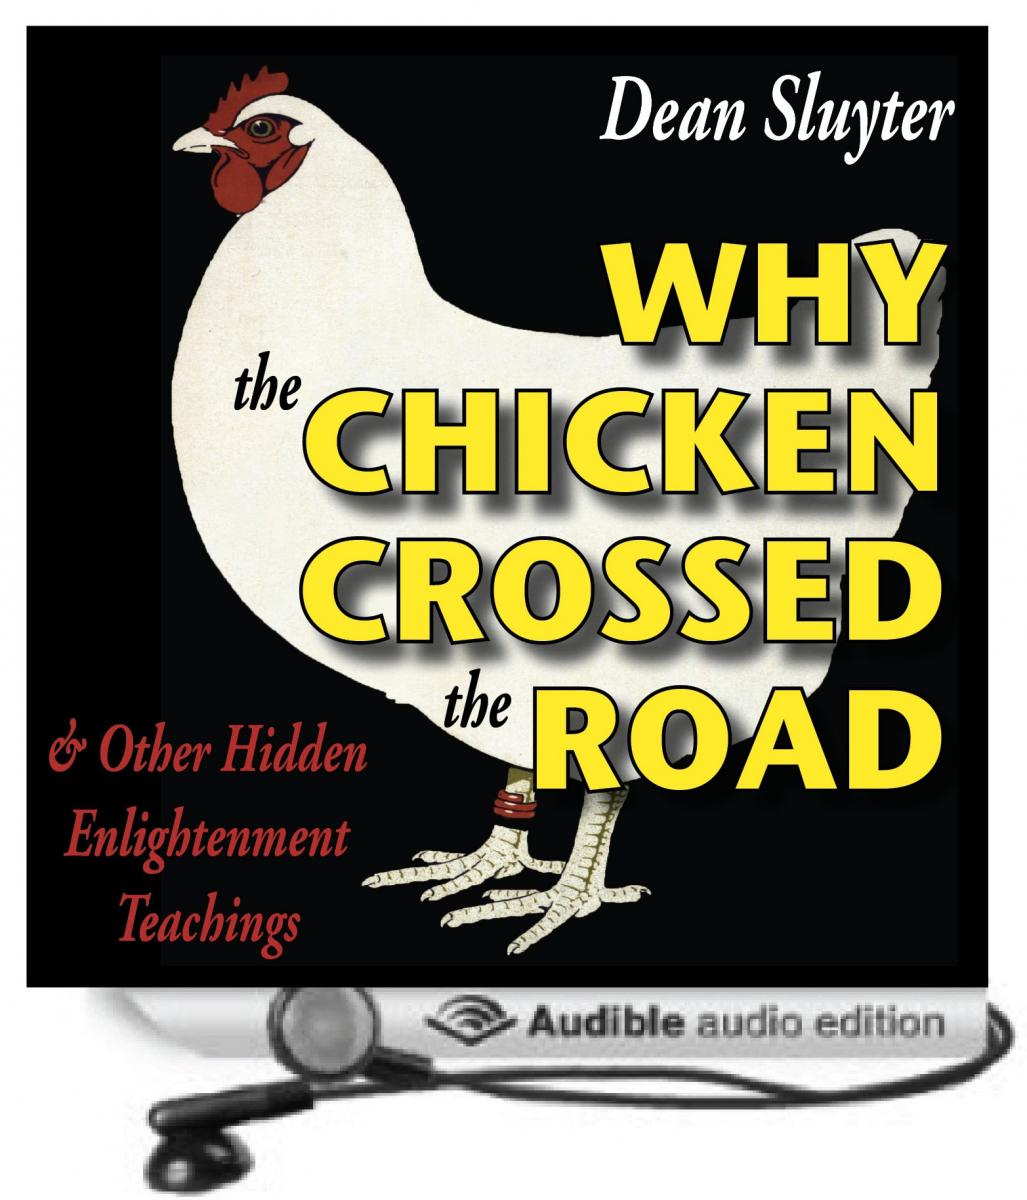 Dean Sluyter
WHY
the CHICKEN
CROSSED
the ROAD
& Other Hidden
Enlightenment
Teachings
Audible audio edition